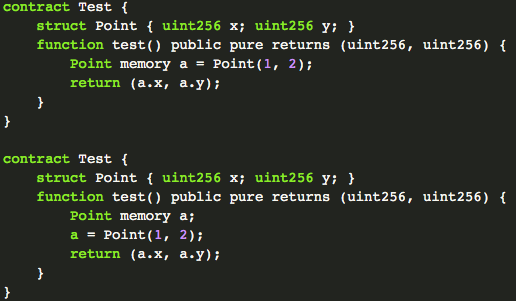 contract Test {
    struct Point { uint256 x; uint256 y; }
    function test() public pure returns (uint256, uint256) {
        Point memory a = Point(1, 2);
        return (a.x, a.y);
    }
}

contract Test {
    struct Point { uint256 x; uint256 y; }
    function test() public pure returns (uint256, uint256) {
        Point memory a;
        a = Point(1, 2);
        return (a.x, a.y);
    }
}